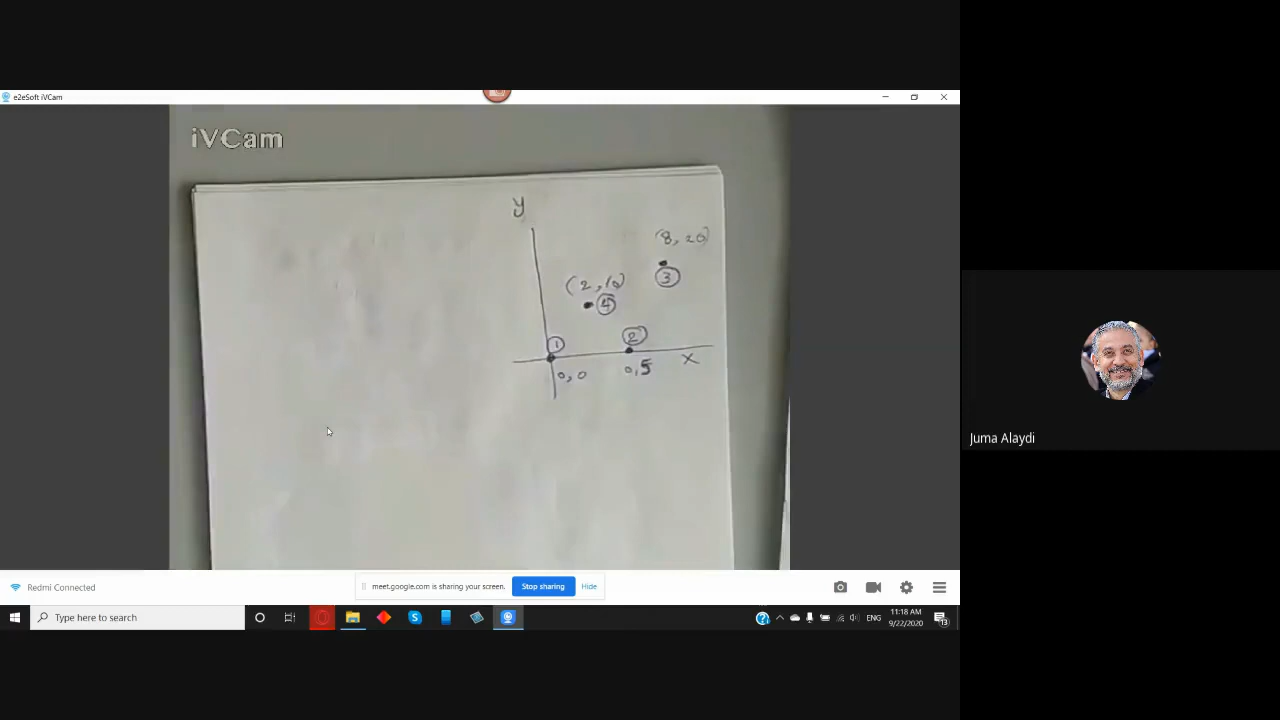 e2eSoft iVCam
iVCam
y
(8, 20)
3
(2, 10)
4
1
2
0, 0
0, 5
x
Juma Alaydi
Redmi Connected
meet.google.com is sharing your screen.
Stop sharing
Hide
Type here to search
ENG
11:18 AM
9/22/2020
13